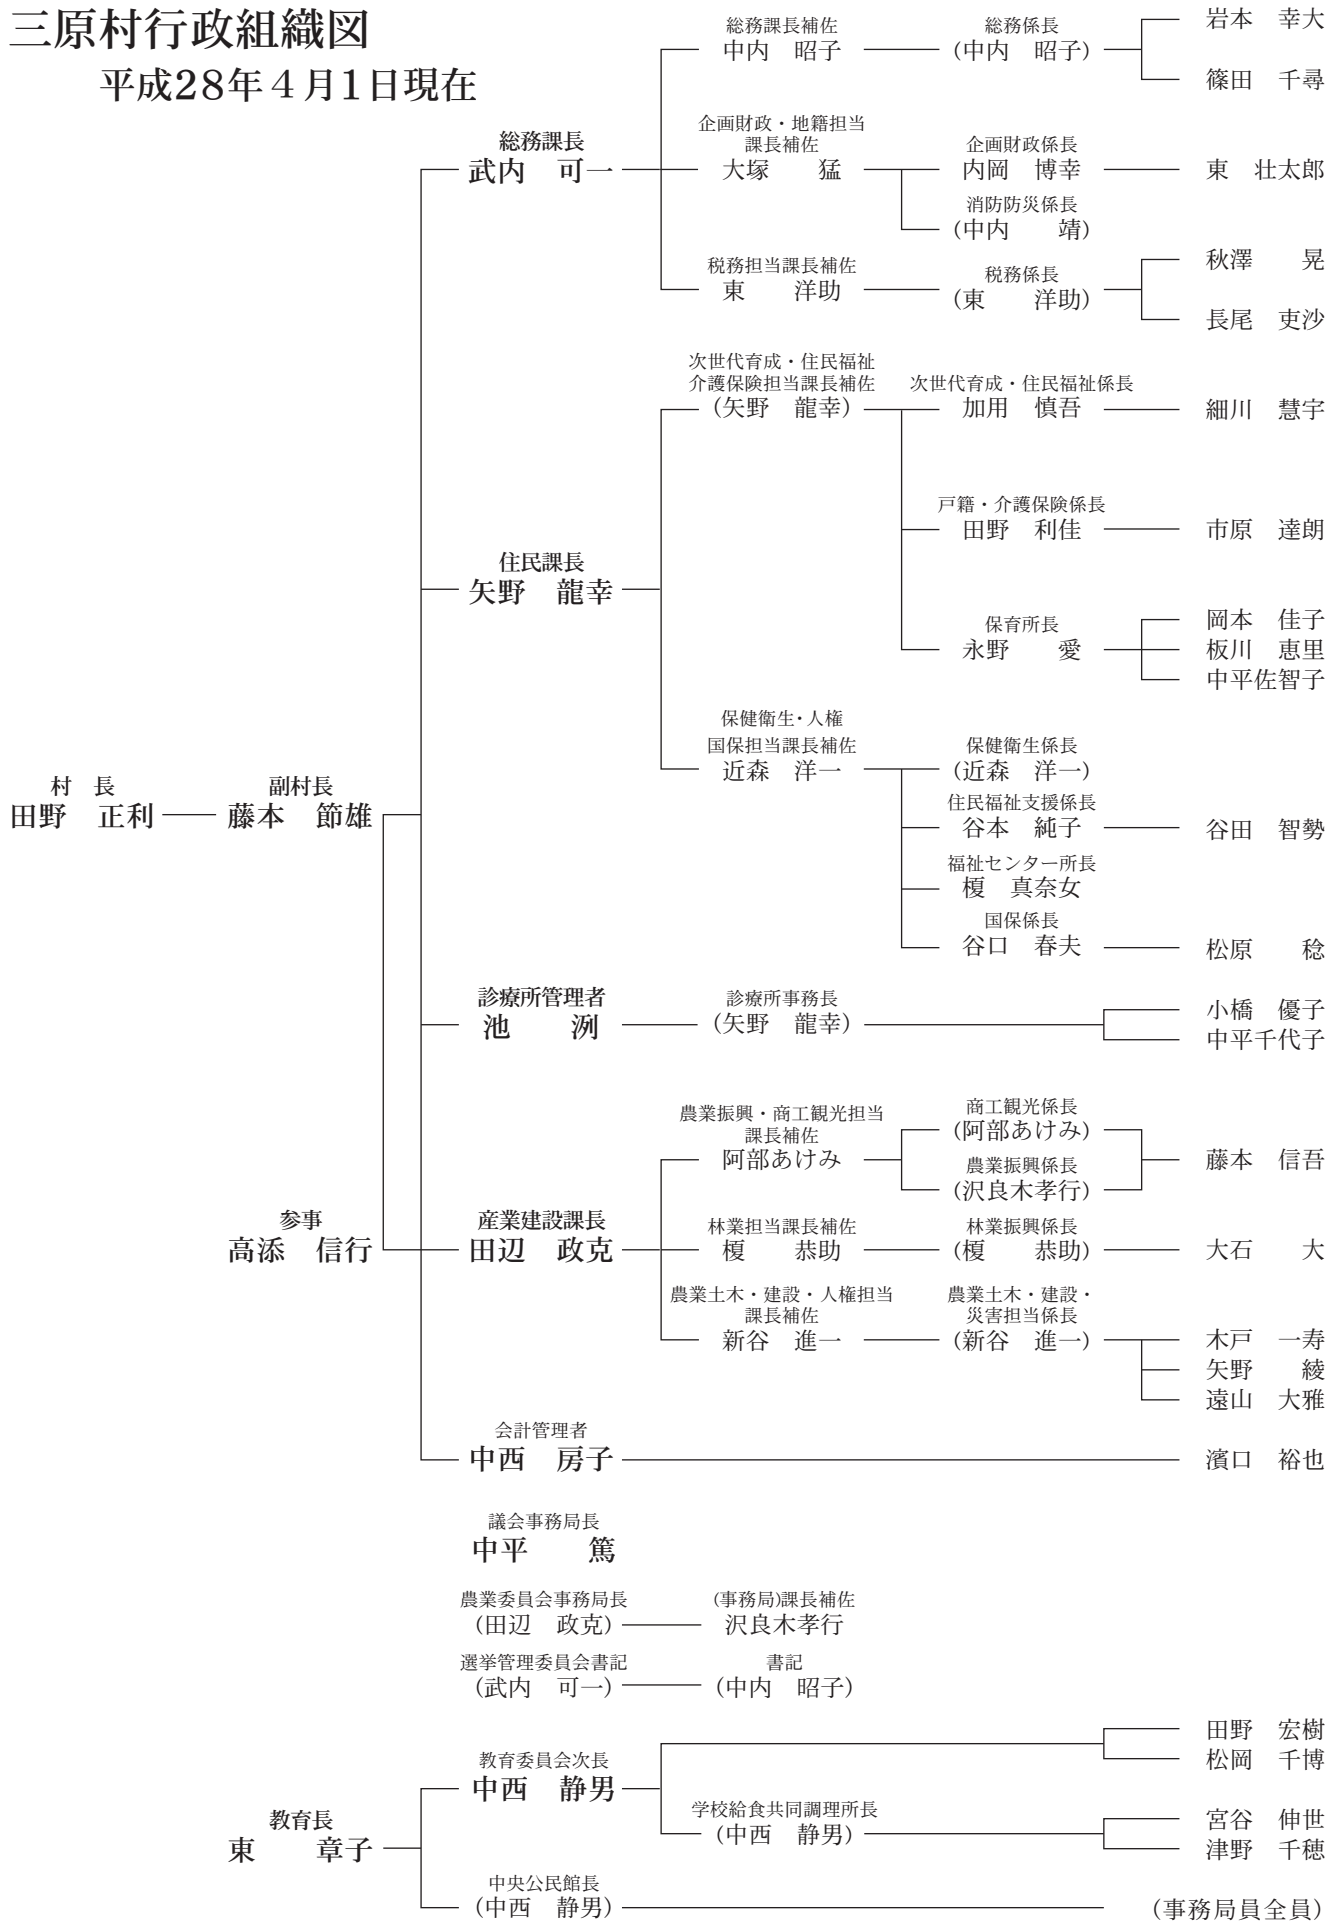 三原村行政組織図
平成28年４月1日現在
村　長
田野　正利
副村長
藤本　節雄
参事
高添　信行
総務課長
武内　可一
総務課長補佐
中内　昭子
総務係長
(中内　昭子)
岩本　幸大
篠田　千尋
企画財政・地籍担当
課長補佐
大塚　　猛
企画財政係長
内岡　博幸
東　壮太郎
消防防災係長
(中内　　靖)
税務担当課長補佐
東　　洋助
税務係長
(東　　洋助)
秋澤　　晃
長尾　吏沙
住民課長
矢野　龍幸
次世代育成・住民福祉
介護保険担当課長補佐
(矢野　龍幸)
次世代育成・住民福祉係長
加用　慎吾
細川　慧宇
戸籍・介護保険係長
田野　利佳
市原　達朗
保育所長
永野　　愛
岡本　佳子
板川　恵里
中平佐智子
保健衛生・人権
国保担当課長補佐
近森　洋一
保健衛生係長
(近森　洋一)
住民福祉支援係長
谷本　純子
谷田　智勢
福祉センター所長
榎　真奈女
国保係長
谷口　春夫
松原　　稔
診療所管理者
池　　洌
診療所事務長
(矢野　龍幸)
小橋　優子
中平千代子
産業建設課長
田辺　政克
農業振興・商工観光担当
課長補佐
阿部あけみ
商工観光係長
(阿部あけみ)
農業振興係長
(沢良木孝行)
藤本　信吾
林業担当課長補佐
榎　　恭助
林業振興係長
(榎　　恭助)
大石　　大
農業土木・建設・人権担当
課長補佐
新谷　進一
農業土木・建設・
災害担当係長
(新谷　進一)
木戸　一寿
矢野　　綾
遠山　大雅
会計管理者
中西　房子
濱口　裕也
議会事務局長
中平　　篤
農業委員会事務局長
(田辺　政克)
(事務局)課長補佐
沢良木孝行
選挙管理委員会書記
(武内　可一)
書記
(中内　昭子)
教育長
東　　章子
教育委員会次長
中西　静男
田野　宏樹
松岡　千博
学校給食共同調理所長
(中西　静男)
宮谷　伸世
津野　千穂
中央公民館長
(中西　静男)
(事務局員全員)